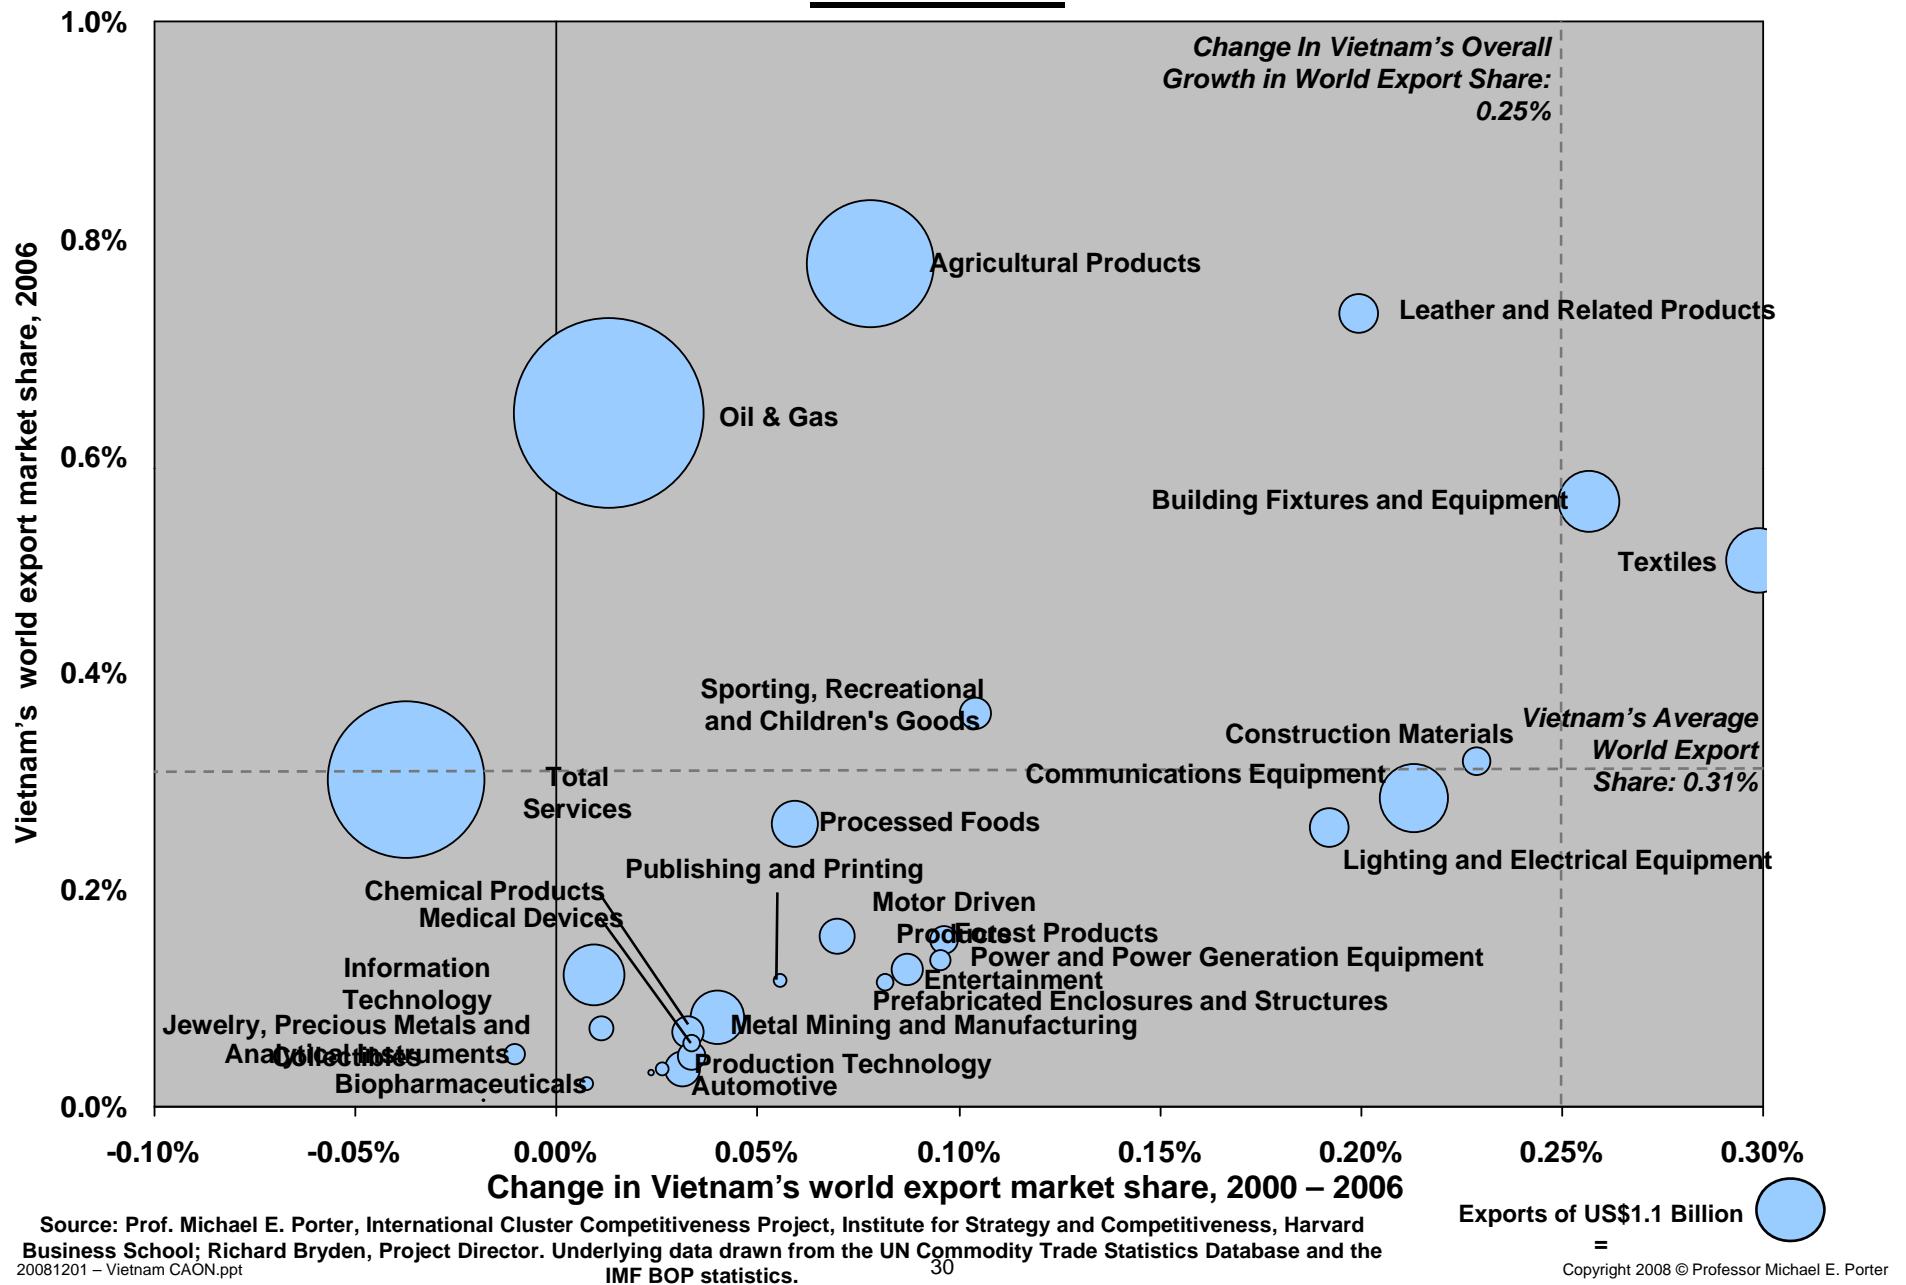 1.0%
Change In Vietnam’s Overall
Growth in World Export Share:
0.25%
0.8%
Agricultural Products
Leather and Related Products
Vietnam’s world export market share, 2006
Oil & Gas
0.6%
Building Fixtures and Equipment
Textiles
0.4%
Sporting, Recreational
and Children's Goods
Vietnam’s Average
World Export
Share: 0.31%
Construction Materials
Communications Equipment
Total
Services
Processed Foods
Lighting and Electrical Equipment
Publishing and Printing
0.2%
Chemical Products
Medical Devices
Motor Driven
Products
Forest Products
Power and Power Generation Equipment
Information
Technology
Entertainment
Prefabricated Enclosures and Structures
Jewelry, Precious Metals and
Collectibles
Metal Mining and Manufacturing
Analytical Instruments
Production Technology
Biopharmaceuticals
Automotive
0.0%
-0.10%
-0.05%
0.00%
0.05%
0.10%
0.15%
0.20%
0.25%
0.30%
Change in Vietnam’s world export market share, 2000 – 2006
Exports of US$1.1 Billion
=
Source: Prof. Michael E. Porter, International Cluster Competitiveness Project, Institute for Strategy and Competitiveness, Harvard
Business School; Richard Bryden, Project Director. Underlying data drawn from the UN Commodity Trade Statistics Database and the
IMF BOP statistics.
20081201 – Vietnam CAON.ppt
30
Copyright 2008 © Professor Michael E. Porter